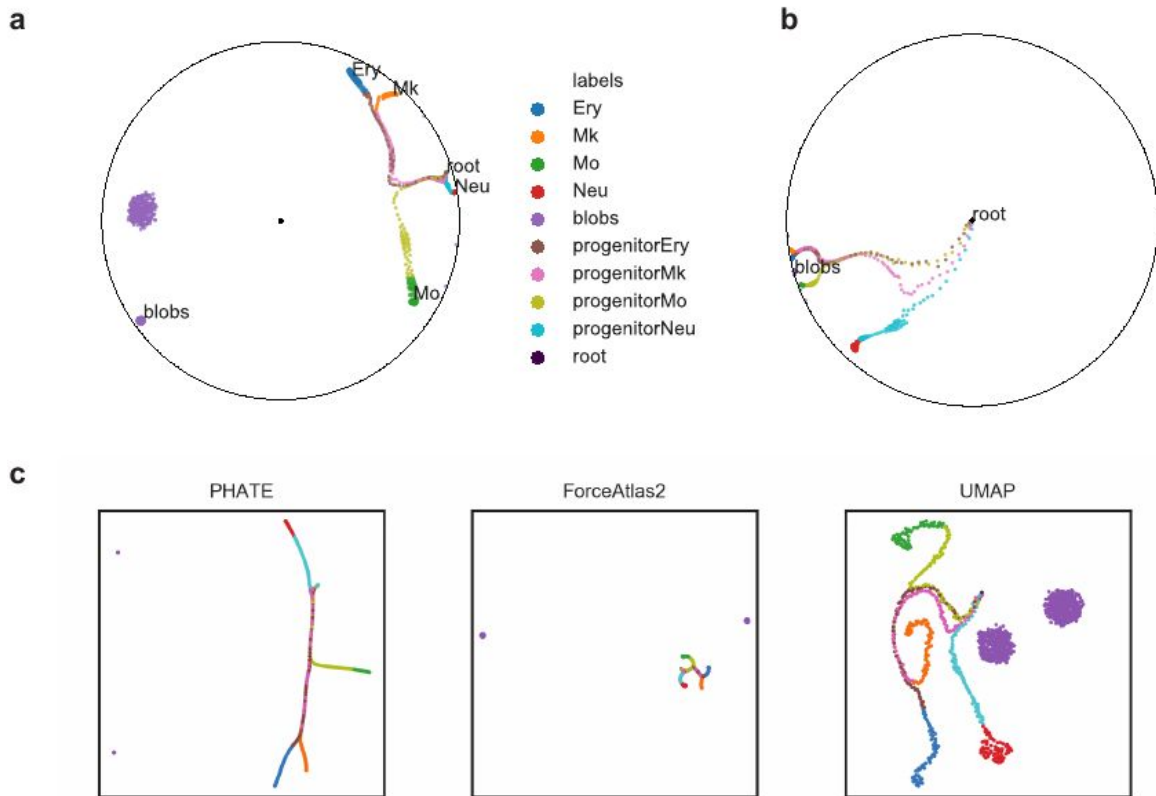 a
Ery
Mk
root
Neu
Mo
blobs
labels
Ery
Mk
Mo
Neu
blobs
progenitorEry
progenitorMk
progenitorMo
progenitorNeu
root
b
root
blobs
c
PHATE
ForceAtlas2
UMAP